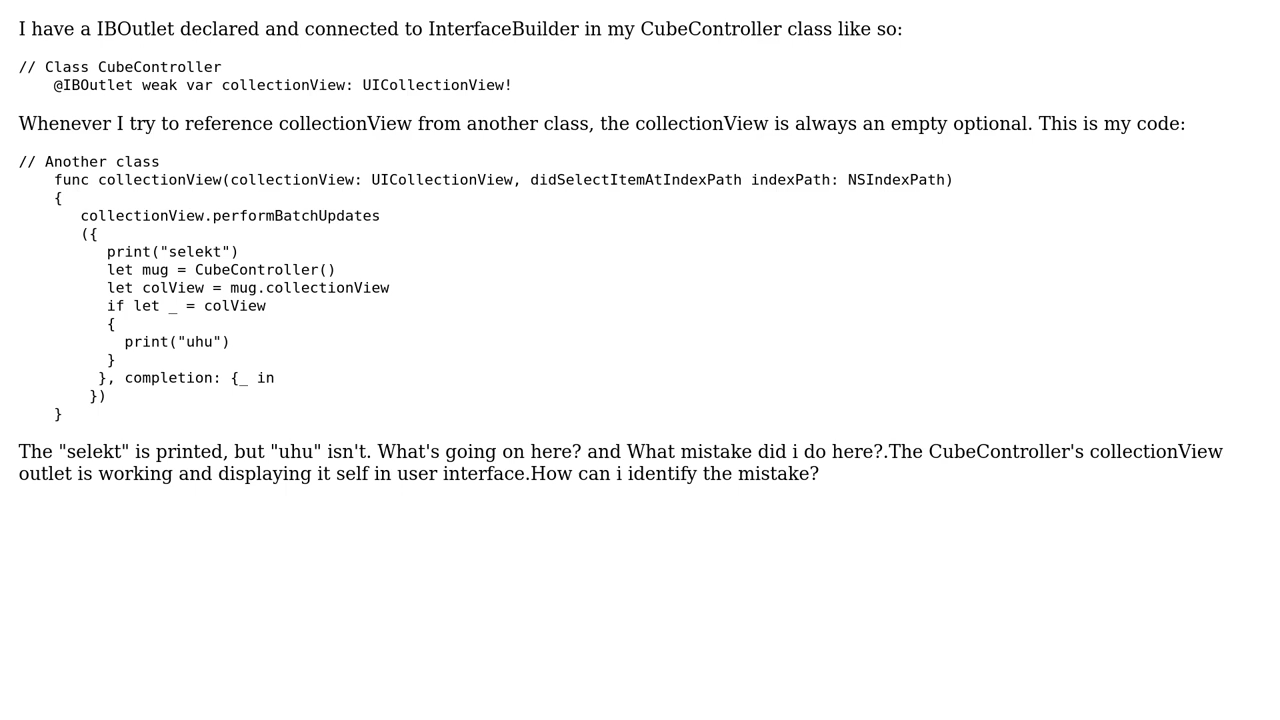 I have a IBOutlet declared and connected to InterfaceBuilder in my CubeController class like so:
// Class CubeController
    @IBOutlet weak var collectionView: UICollectionView!
Whenever I try to reference collectionView from another class, the collectionView is always an empty optional. This is my code:
// Another class
    func collectionView(collectionView: UICollectionView, didSelectItemAtIndexPath indexPath: NSIndexPath)
    {
       collectionView.performBatchUpdates
       ({
          print("selekt")
          let mug = CubeController()
          let colView = mug.collectionView
          if let _ = colView
          {
            print("uhu")
          }
         }, completion: {_ in
        })
    }
The "selekt" is printed, but "uhu" isn't. What's going on here? and What mistake did i do here?.The CubeController's collectionView
outlet is working and displaying it self in user interface.How can i identify the mistake?